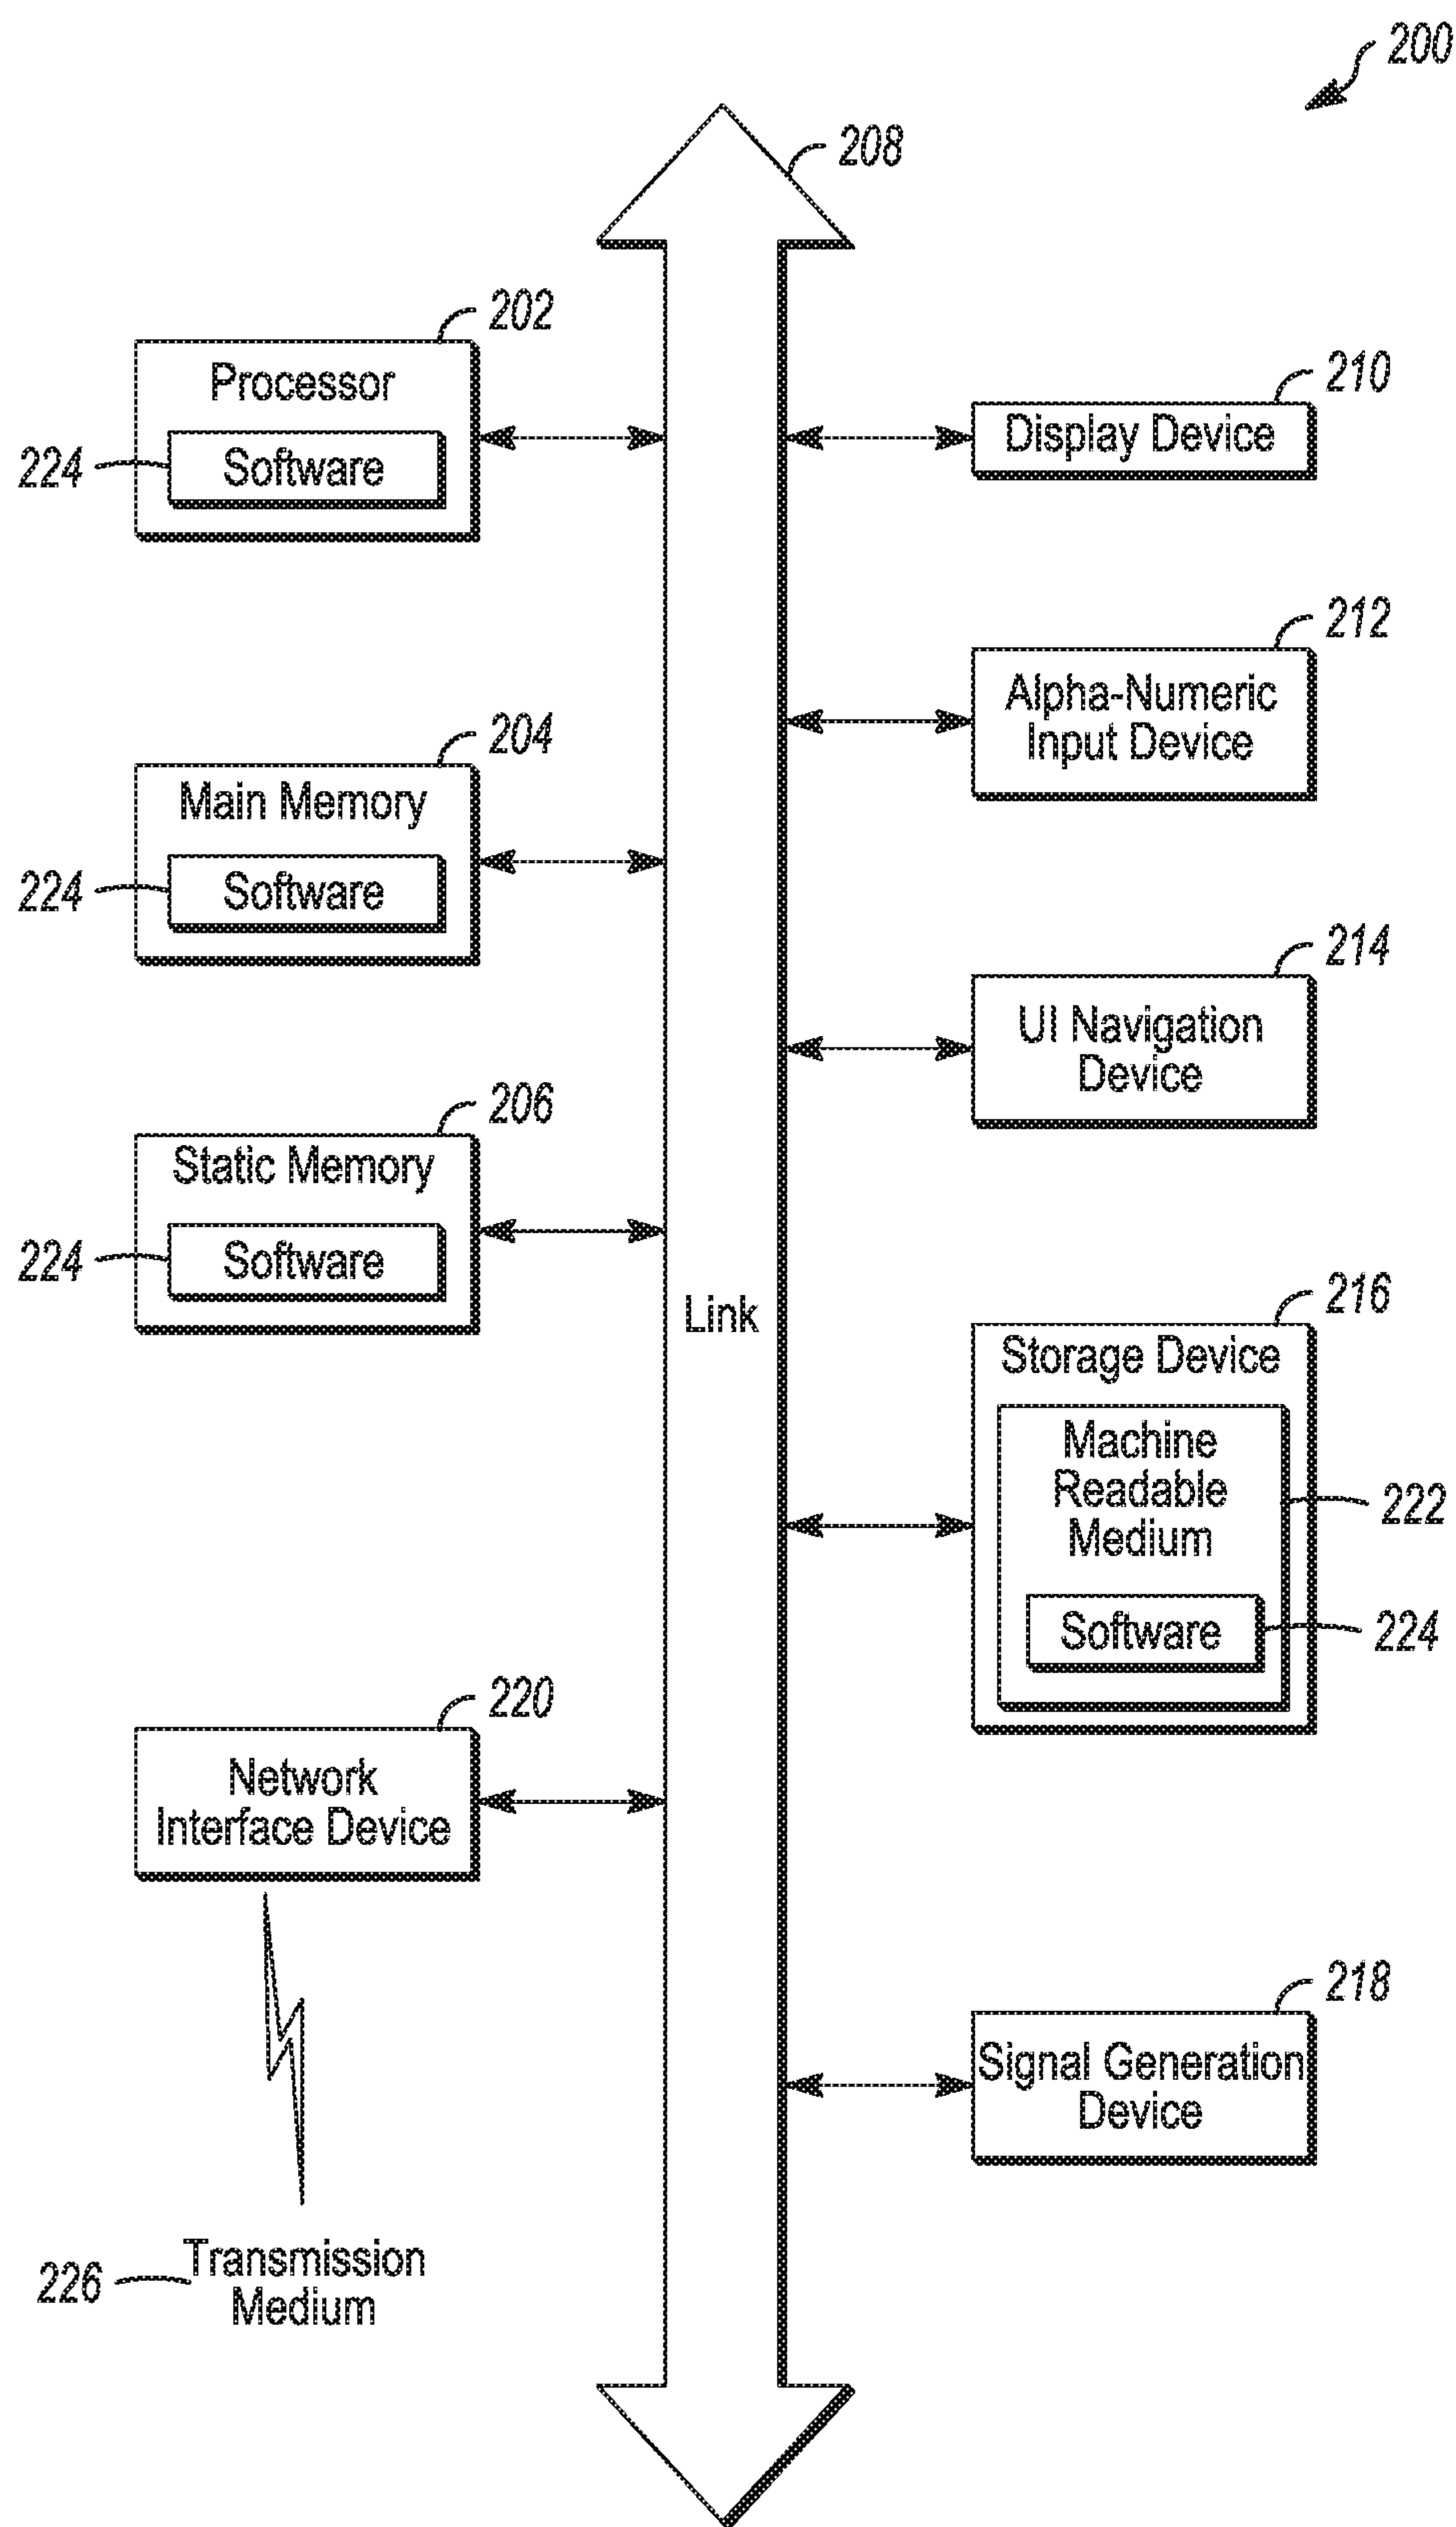 200
208
202
Processor
224
Software
210
Display Device
212
Alpha-Numeric
Input Device
204
Main Memory
224
Software
214
UI Navigation
Device
206
Static Memory
224
Software
Link
216
Storage Device
Machine
Readable
Medium
222
Software
224
220
Network
Interface Device
218
Signal Generation
Device
226
Transmission
Medium